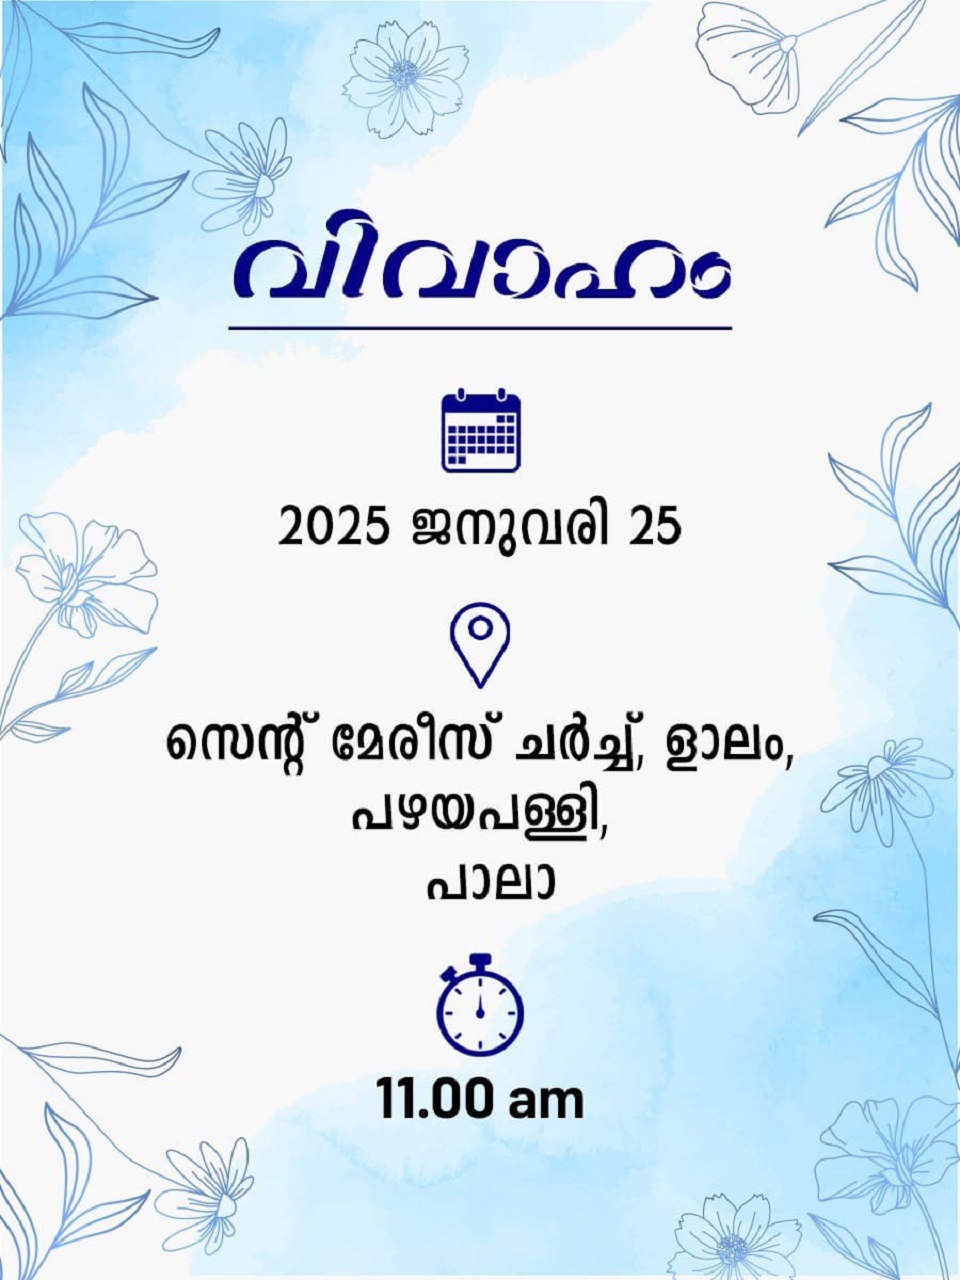 വിവാഹം
2025 ജനുവരി 25
സെന്റ് മേരീസ് ചർച്ച്, ളാലം,
പഴയപള്ളി,
പാലാ
11.00 am